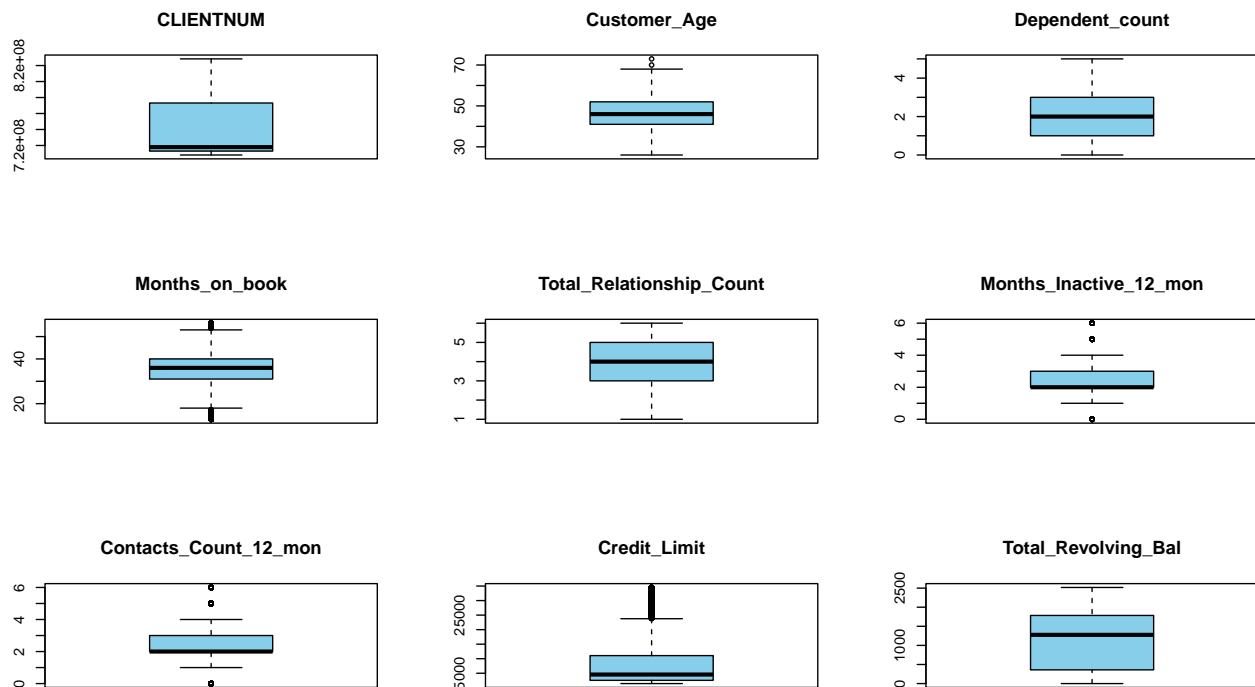 CLIENTNUM
7.2e+08 8.2e+08
Customer_Age
30 50 70
Dependent_count
0 2 4
Months_on_book
20 40
Total_Relationship_Count
1 3 5
Months_Inactive_12_mon
0 2 4 6
Contacts_Count_12_mon
0 2 4 6
Credit_Limit
5000 25000
Total_Revolving_Bal
0 1000 2500